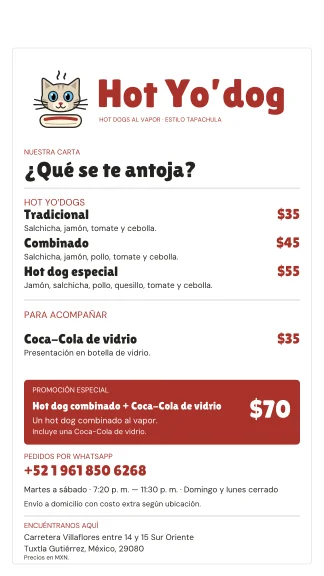 Hot Yo'dog
HOT DOGS AL VAPOR · ESTILO TAPACHULA
NUESTRA CARTA
¿Qué se te antoja?
HOT YO'DOGS
Tradicional $35
Salchicha, jamón, tomate y cebolla.
Combinado $45
Salchicha, jamón, pollo, tomate y cebolla.
Hot dog especial $55
Jamón, salchicha, pollo, quesillo, tomate y cebolla.
PARA ACOMPAÑAR
Coca-Cola de vidrio $35
Presentación en botella de vidrio.
PROMOCIÓN ESPECIAL
Hot dog combinado + Coca-Cola de vidrio $70
Un hot dog combinado al vapor.
Incluye una Coca-Cola de vidrio.
PEDIDOS POR WHATSAPP
+52 1 961 850 6268
Martes a sábado · 7:20 p. m. — 11:30 p. m. · Domingo y lunes cerrado
Envío a domicilio con costo extra según ubicación.
ENCUÉNTRANOS AQUÍ
Carretera Villaflores entre 14 y 15 Sur Oriente
Tuxtla Gutiérrez, México, 29080
Precios en MXN.